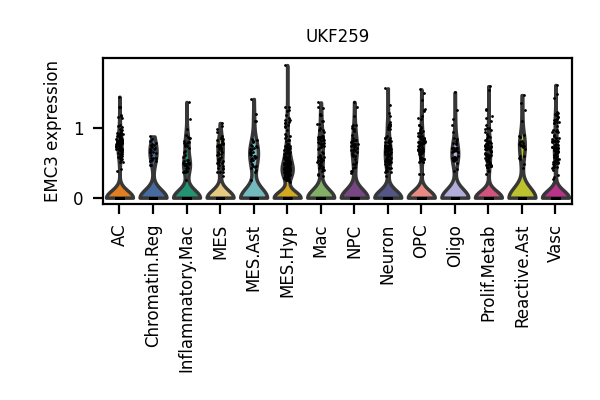 UKF259
EMC3 expression
1
0
AC
Chromatin.Reg
Inflammatory.Mac
MES
MES.Ast
MES.Hyp
Mac
NPC
Neuron
OPC
Oligo
Prolif.Metab
Reactive.Ast
Vasc